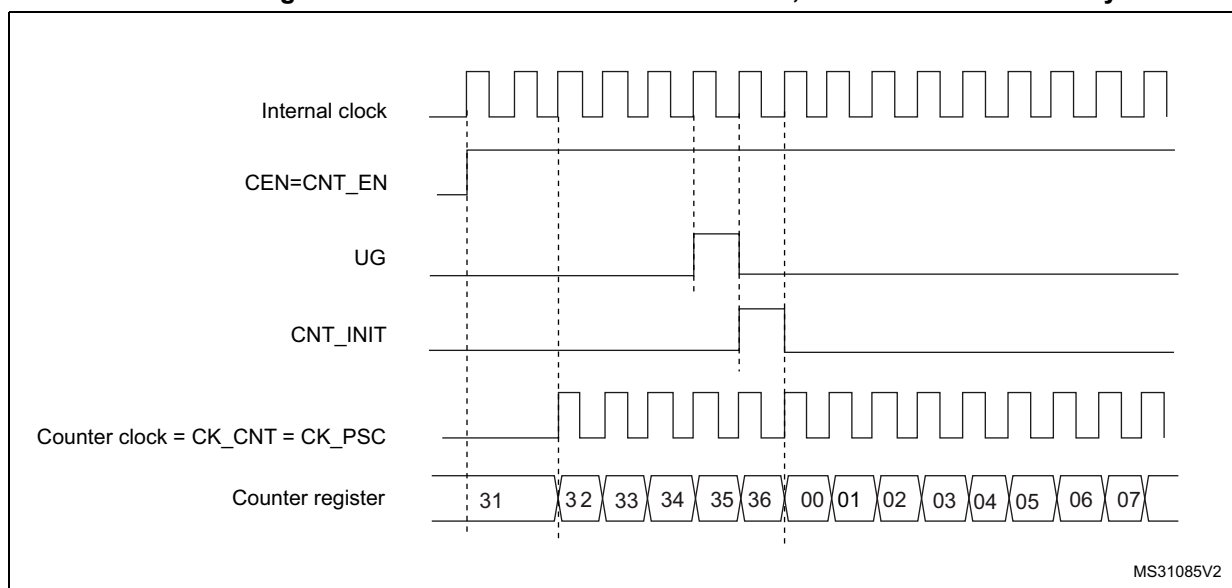 Internal clock
CEN=CNT_EN
UG
CNT_INIT
Counter clock = CK_CNT = CK_PSC
Counter register 31 32 33 34 35 36 00 01 02 03 04 05 06 07
MS31085V2